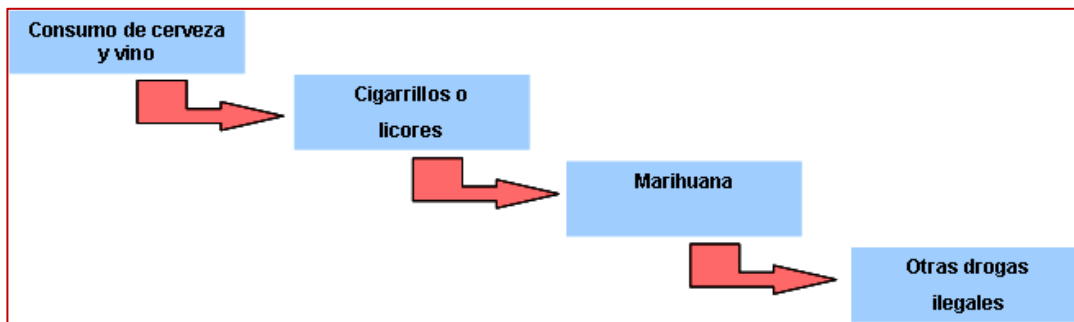 Consumo de cerveza
y vino
Cigarrillos o
licores
Marihuana
Otras drogas
ilegales